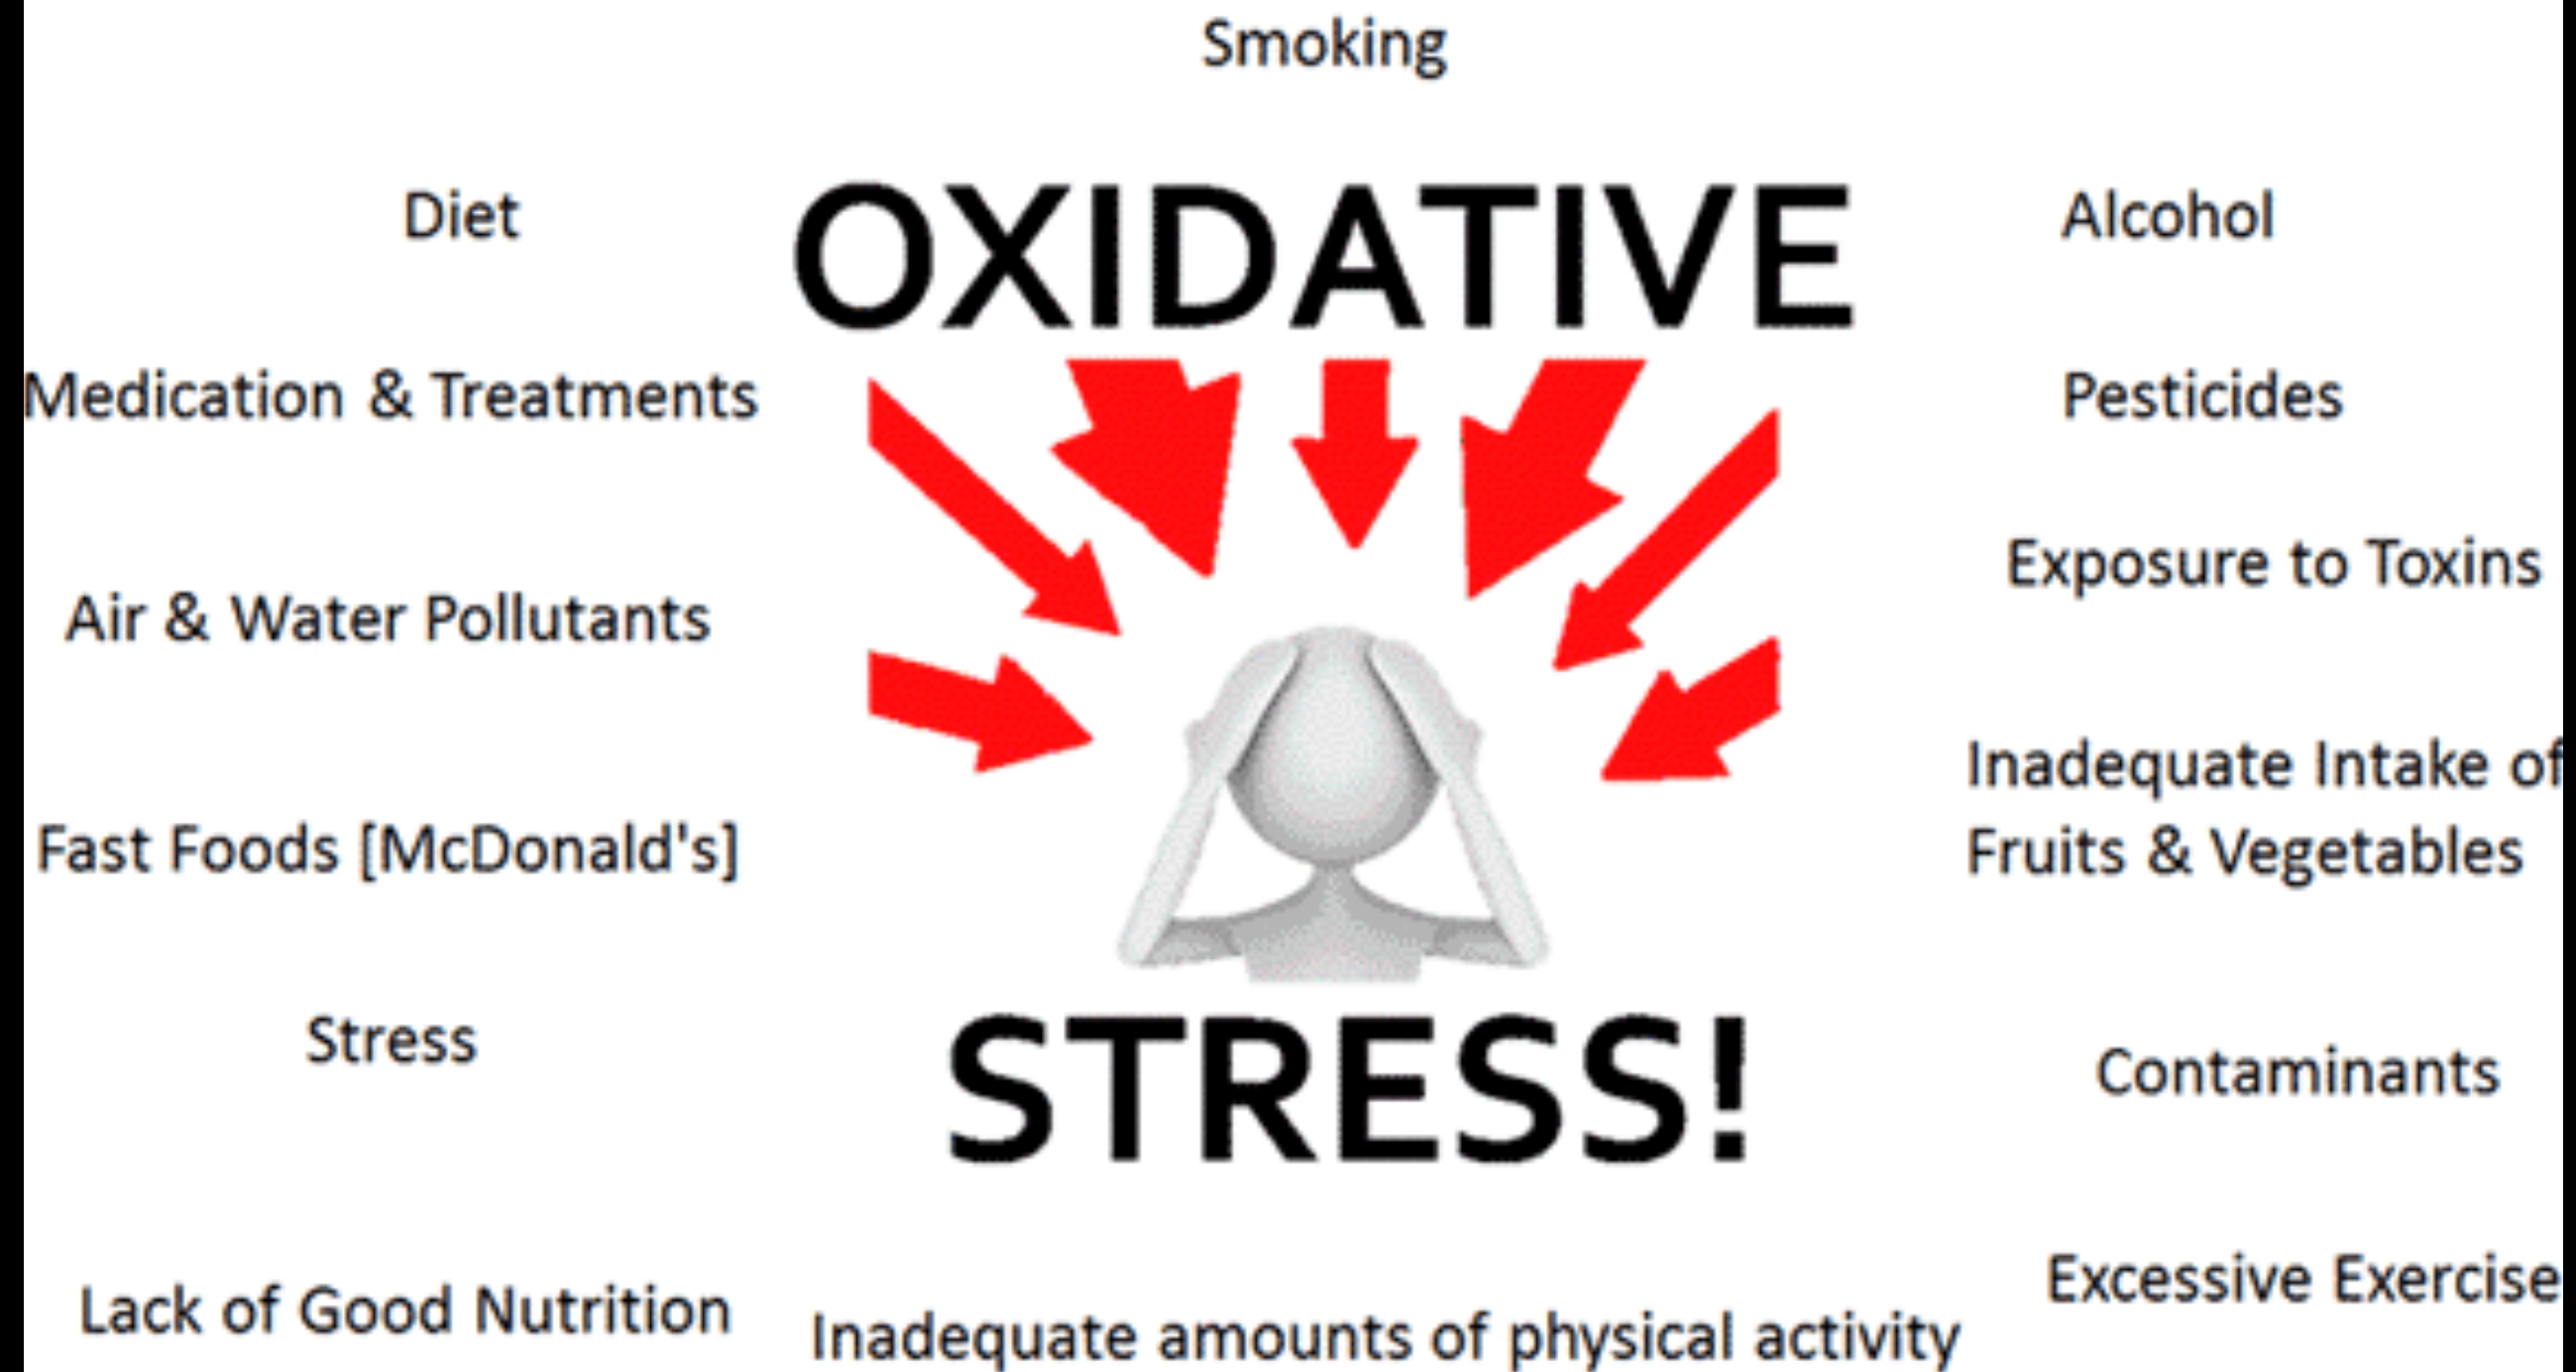 Smoking
OXIDATIVE
Diet
Alcohol
Medication & Treatments
Pesticides
Exposure to Toxins
Air & Water Pollutants
Inadequate Intake of
Fruits & Vegetables
Fast Foods [McDonald's]
STRESS!
Stress
Contaminants
Excessive Exercise
Lack of Good Nutrition
Inadequate amounts of physical activity